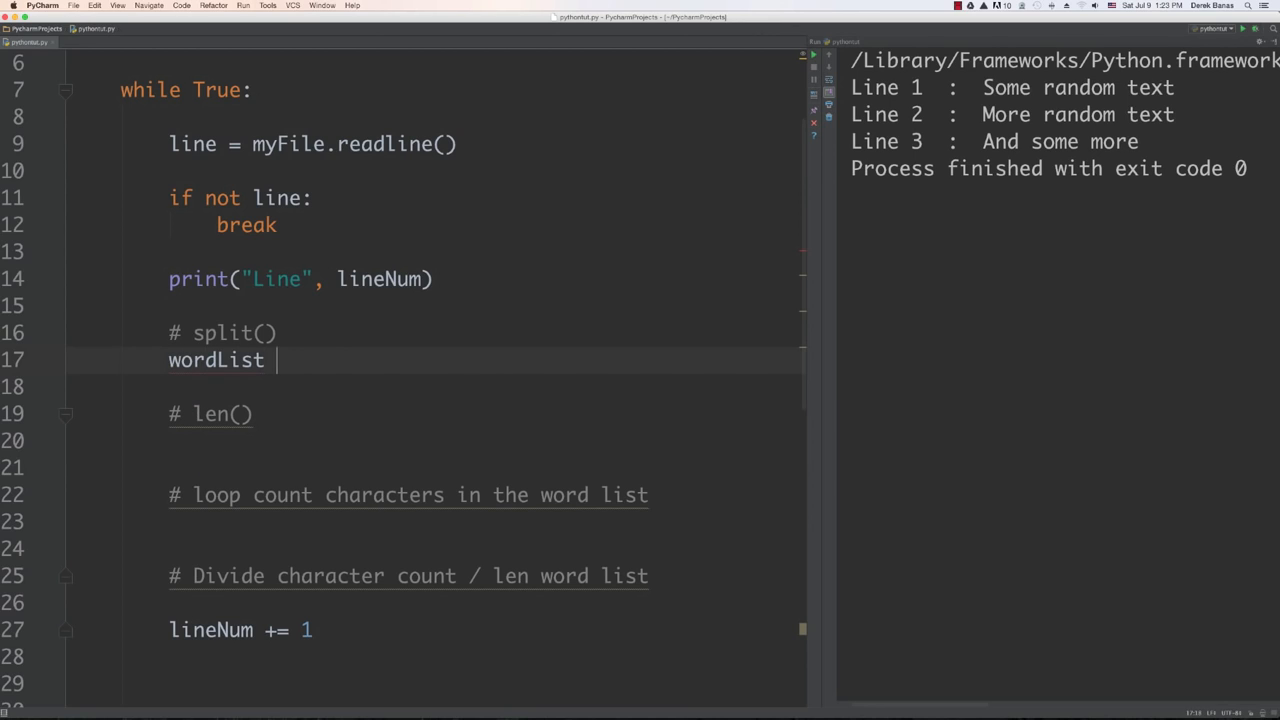 PyCharm File Edit View Navigate Code Refactor Run Tools VCS Window Help
10 Sat Jul 9 1:23 PM Derek Banas
pythontut.py - PycharmProjects - [~/PycharmProjects]
PycharmProjects pythontut.py pythontut
pythontut.py
Run pythontut
6
7 while True:
8
9 line = myFile.readline()
10
11 if not line:
12 break
13
14 print("Line", lineNum)
15
16 # split()
17 wordList
18
19 # len()
20
21
22 # loop count characters in the word list
23
24
25 # Divide character count / len word list
26
27 lineNum += 1
28
29
/Library/Frameworks/Python.framework
Line 1 : Some random text
Line 2 : More random text
Line 3 : And some more
Process finished with exit code 0
17:18 LF÷ UTF-8÷